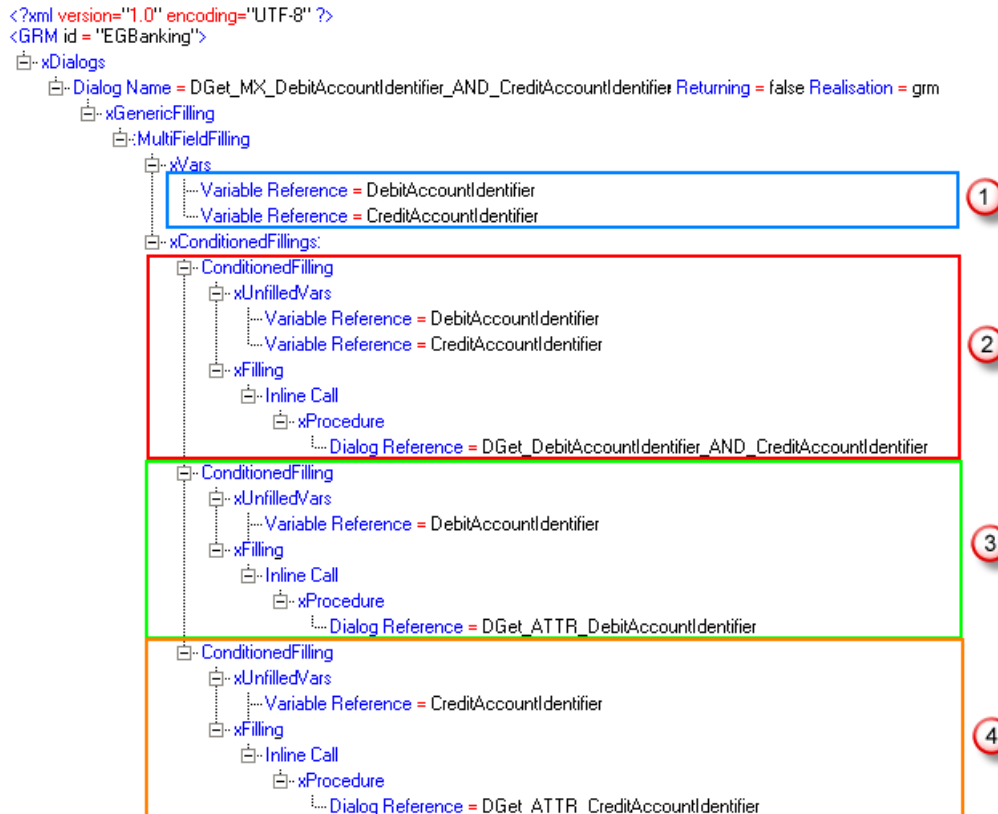 <?xml version="1.0" encoding="UTF-8" ?>
<GRM id = "EGBanking">
xDialogs
Dialog Name = DGet_MX_DebitAccountIdentifier_AND_CreditAccountIdentifier Returning = false Realisation = grm
xGenericFilling
:MultiFieldFilling
xVars
Variable Reference = DebitAccountIdentifier
1
Variable Reference = CreditAccountIdentifier
xConditionedFillings:
ConditionedFilling
xUnfilledVars
Variable Reference = DebitAccountIdentifier
Variable Reference = CreditAccountIdentifier
2
xFilling
Inline Call
xProcedure
Dialog Reference = DGet_DebitAccountIdentifier_AND_CreditAccountIdentifier
ConditionedFilling
xUnfilledVars
Variable Reference = DebitAccountIdentifier
3
xFilling
Inline Call
xProcedure
Dialog Reference = DGet_ATTR_DebitAccountIdentifier
ConditionedFilling
xUnfilledVars
Variable Reference = CreditAccountIdentifier
4
xFilling
Inline Call
xProcedure
Dialog Reference = DGet_ATTR_CreditAccountIdentifier